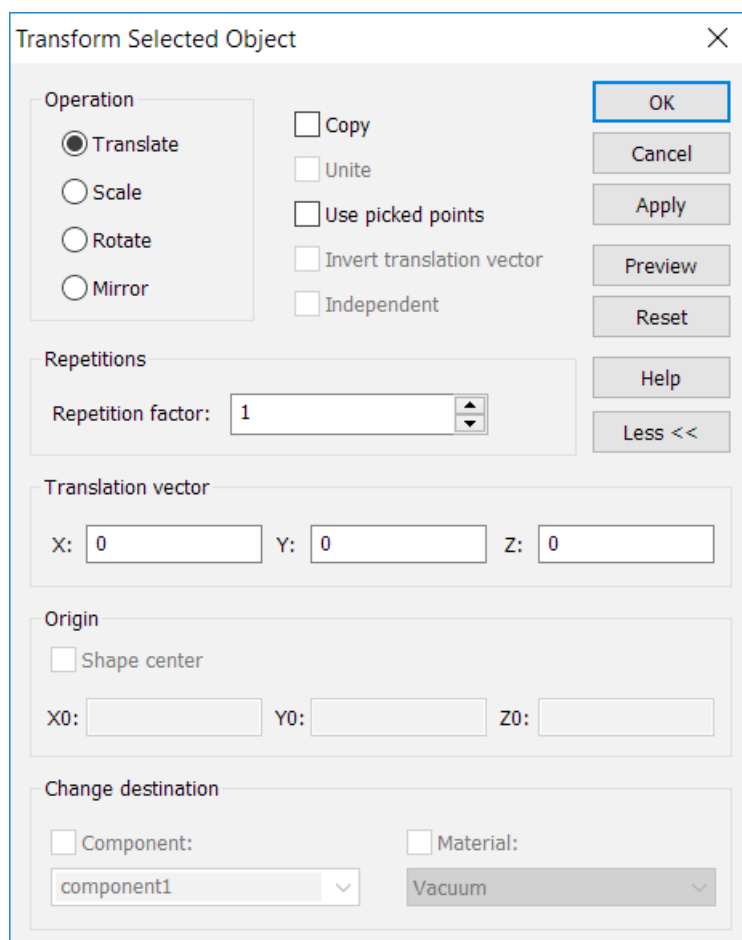 Transform Selected Object
Operation
Translate
Scale
Rotate
Mirror
Copy
Unite
Use picked points
Invert translation vector
Independent
OK
Cancel
Apply
Preview
Reset
Help
Less <<
Repetitions
Repetition factor: 1
Translation vector
X: 0 Y: 0 Z: 0
Origin
Shape center
X0: Y0: Z0:
Change destination
Component: Material:
component1 Vacuum